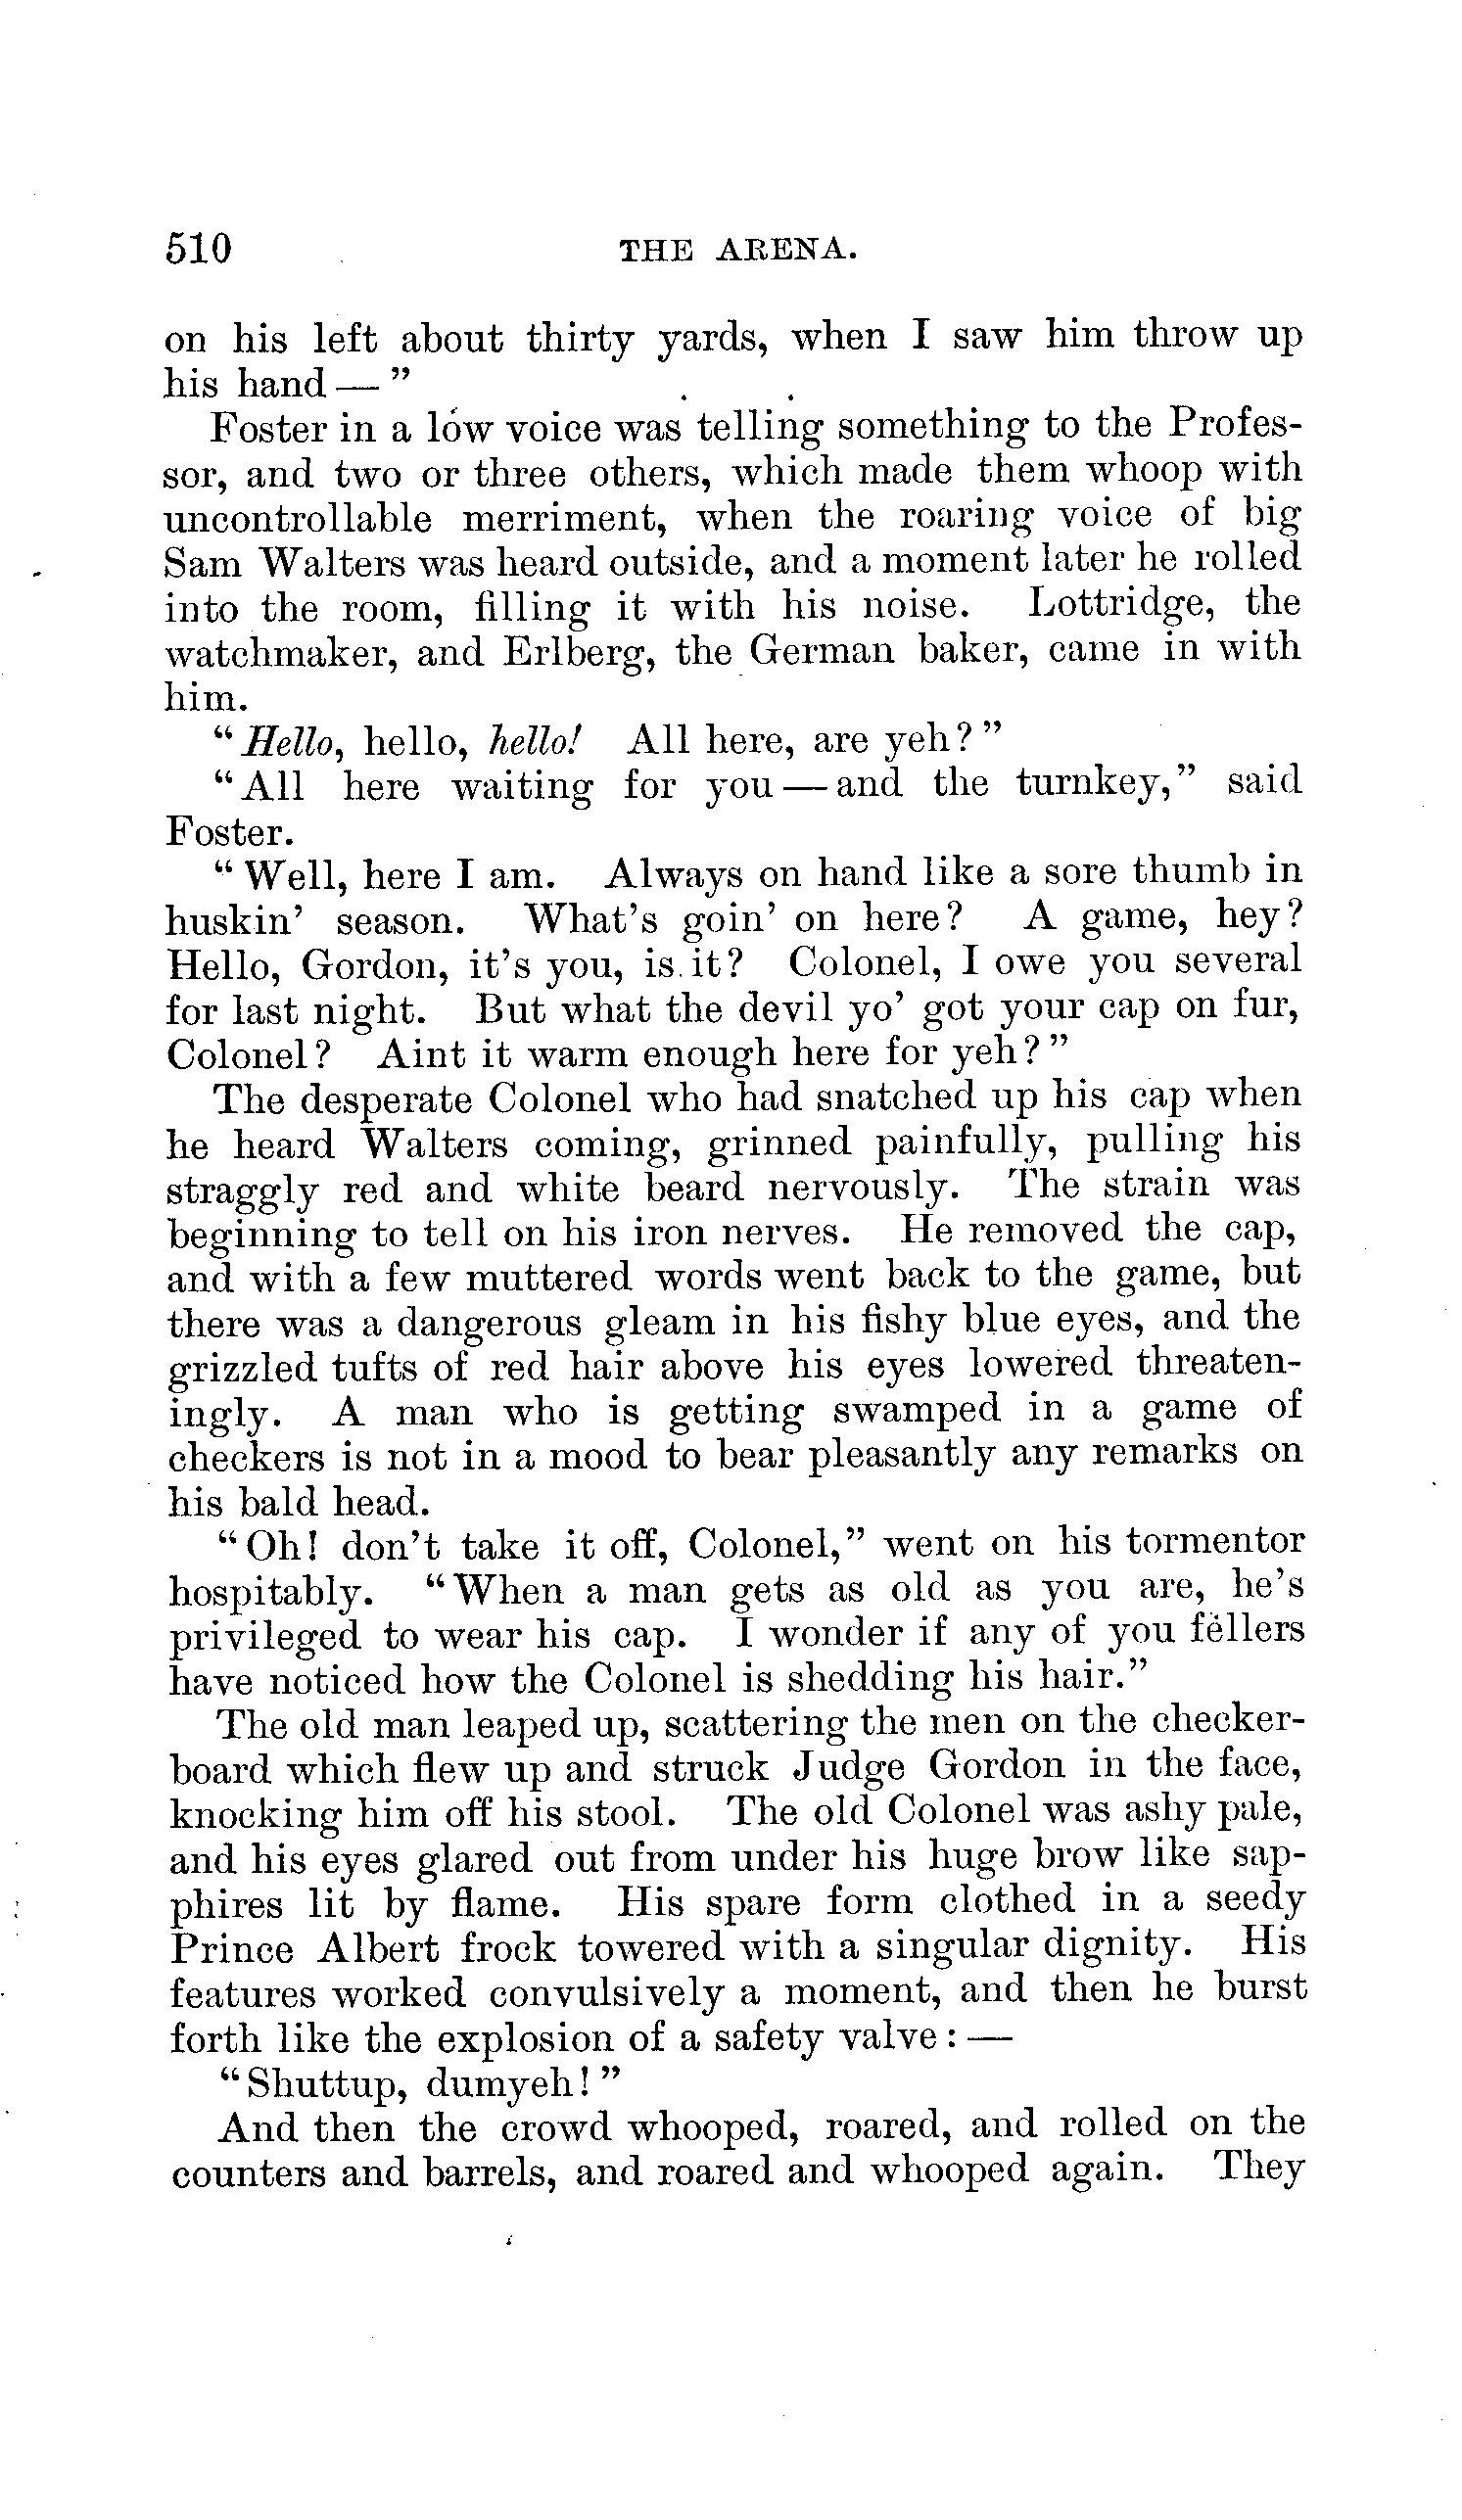 510 THE ARENA.
on his left about thirty yards, when I saw him throw up
his hand — "
Foster in a low voice was telling something to the Profes-
sor, and two or three others, which made them whoop with
uncontrollable merriment, when the roaring voice of big
Sam Walters was heard outside, and a moment later he rolled
into the room, filling it with his noise. Lottridge, the
watchmaker, and Erlberg, the German baker, came in with
him.
"Hello, hello, hello! All here, are yeh?"
"All here waiting for you — and the turnkey," said
Foster.
"Well, here I am. Always on hand like a sore thumb in
huskin' season. What's goin' on here? A game, hey?
Hello, Gordon, it's you, is it? Colonel, I owe you several
for last night. But what the devil yo' got your cap on fur,
Colonel? Aint it warm enough here for yeh?"
The desperate Colonel who had snatched up his cap when
he heard Walters coming, grinned painfully, pulling his
straggly red and white beard nervously. The strain was
beginning to tell on his iron nerves. He removed the cap,
and with a few muttered words went back to the game, but
there was a dangerous gleam in his fishy blue eyes, and the
grizzled tufts of red hair above his eyes lowered threaten-
ingly. A man who is getting swamped in a game of
checkers is not in a mood to bear pleasantly any remarks on
his bald head.
"Oh! don't take it off, Colonel," went on his tormentor
hospitably. "When a man gets as old as you are, he's
privileged to wear his cap. I wonder if any of you fellers
have noticed how the Colonel is shedding his hair."
The old man leaped up, scattering the men on the checker-
board which flew up and struck Judge Gordon in the face,
knocking him off his stool. The old Colonel was ashy pale,
and his eyes glared out from under his huge brow like sap-
phires lit by flame. His spare form clothed in a seedy
Prince Albert frock towered with a singular dignity. His
features worked convulsively a moment, and then he burst
forth like the explosion of a safety valve: —
"Shuttup, dumyeh!"
And then the crowd whooped, roared, and rolled on the
counters and barrels, and roared and whooped again. They